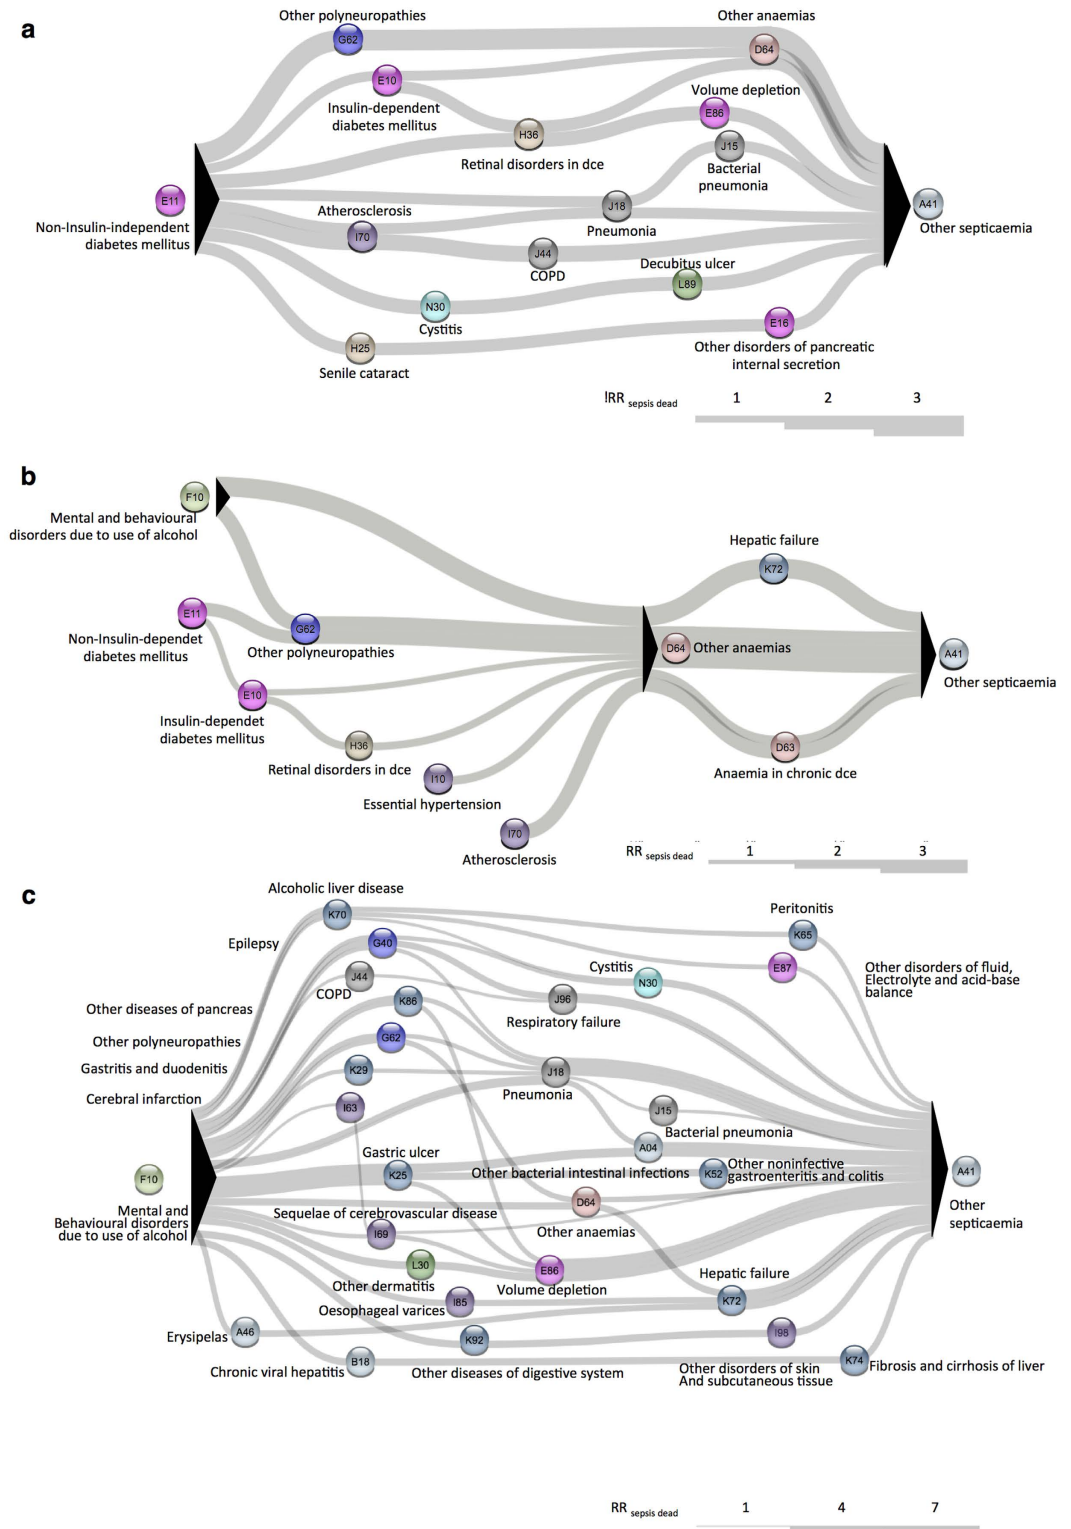 a
Other polyneuropathies
Other anaemias
G62
D64
E10
Insulin-dependent
diabetes mellitus
Volume depletion
E86
H36
Retinal disorders in dce
J15
Bacterial
pneumonia
E11
Non-Insulin-independent
diabetes mellitus
Atherosclerosis
I70
J18
Pneumonia
A41
Other septicaemia
J44
COPD
Decubitus ulcer
L89
N30
Cystitis
E16
Other disorders of pancreatic
internal secretion
H25
Senile cataract
!RR sepsis dead 1 2 3
b
F10
Mental and behavioural
disorders due to use of alcohol
Hepatic failure
K72
E11
Non-Insulin-dependet
diabetes mellitus
G62
Other polyneuropathies
D64 Other anaemias
A41
Other septicaemia
E10
Insulin-dependet
diabetes mellitus
H36
Retinal disorders in dce
D63
Anaemia in chronic dce
I10
Essential hypertension
I70
Atherosclerosis
RR sepsis dead 1 2 3
c
Alcoholic liver disease
K70
Peritonitis
K65
Epilepsy
G40
Cystitis
N30
E87
Other disorders of fluid,
Electrolyte and acid-base
balance
J44
COPD
Other diseases of pancreas
K86
J96
Respiratory failure
Other polyneuropathies
G62
Gastritis and duodenitis
K29
J18
Pneumonia
Cerebral infarction
I63
J15
Bacterial pneumonia
A04
Other bacterial intestinal infections
Gastric ulcer
K25
K52
Other noninfective
gastroenteritis and colitis
F10
Mental and
Behavioural disorders
due to use of alcohol
A41
Other
septicaemia
D64
Other anaemias
Sequelae of cerebrovascular disease
I69
L30
Other dermatitis
E86
Volume depletion
Hepatic failure
K72
I85
Oesophageal varices
Erysipelas
A46
K92
Other diseases of digestive system
I98
Other disorders of skin
And subcutaneous tissue
Chronic viral hepatitis
B18
K74
Fibrosis and cirrhosis of liver
RR sepsis dead 1 4 7